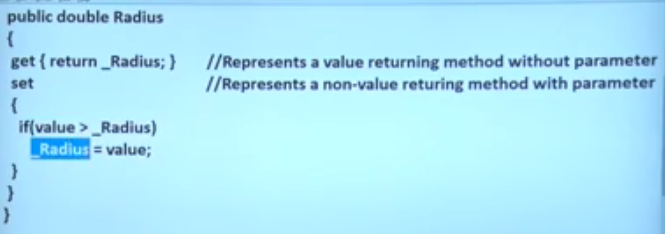 public double Radius
{
get { return _Radius; } //Represents a value returning method without parameter
set //Represents a non-value returing method with parameter
{
if(value > _Radius)
_Radius = value;
}
}
}